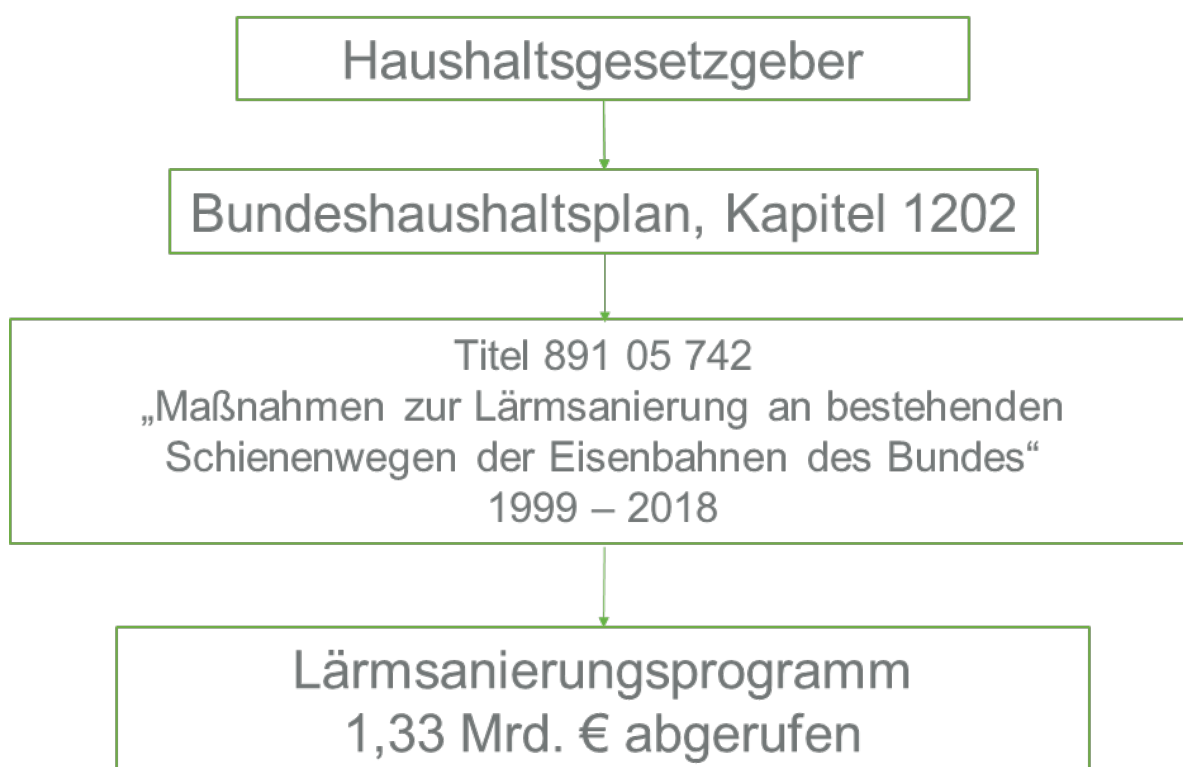 Haushaltsgesetzgeber
Bundeshaushaltsplan, Kapitel 1202
Titel 891 05 742
„Maßnahmen zur Lärmsanierung an bestehenden
Schienenwegen der Eisenbahnen des Bundes“
1999 – 2018
Lärmsanierungsprogramm
1,33 Mrd. € abgerufen